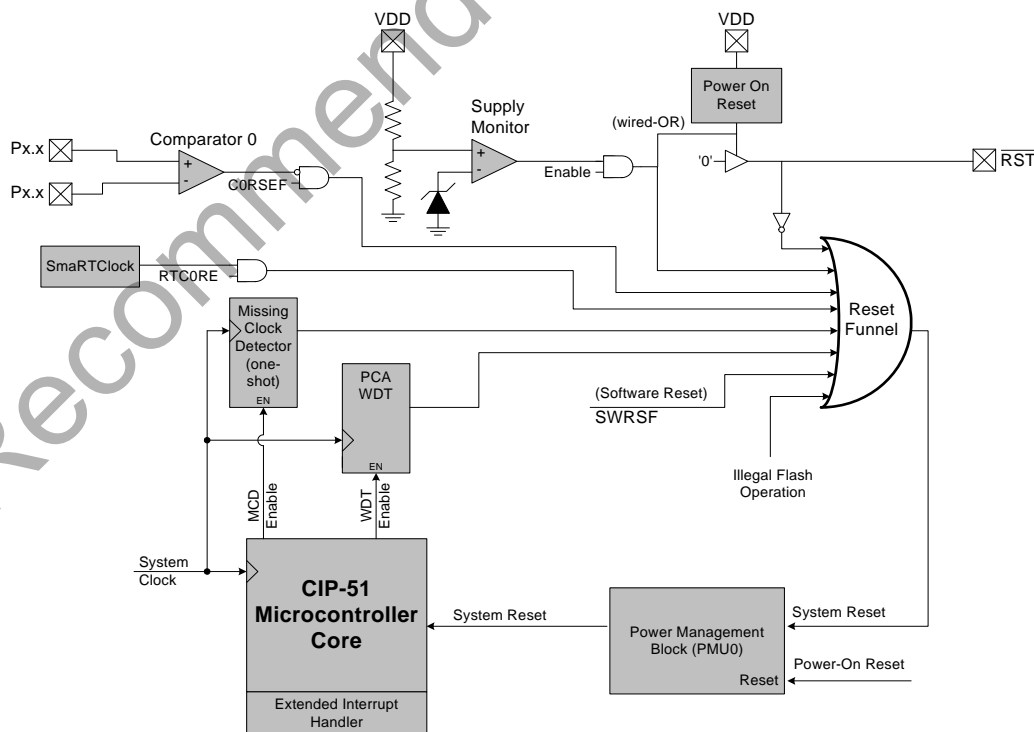 VDD
VDD
Power On
Reset
Supply
Monitor
(wired-OR)
Comparator 0
Px.x
+
-
Px.x
C0RSEF
+
-
Enable
'0'
RST
SmaRTClock
RTC0RE
Missing
Clock
Detector
(one-
shot)
EN
PCA
WDT
EN
Reset
Funnel
(Software Reset)
SWRSF
Illegal Flash
Operation
MCD
Enable
WDT
Enable
System
Clock
CIP-51
Microcontroller
Core
Extended Interrupt
Handler
System Reset
Power Management
Block (PMU0)
Reset
System Reset
Power-On Reset
Recommend